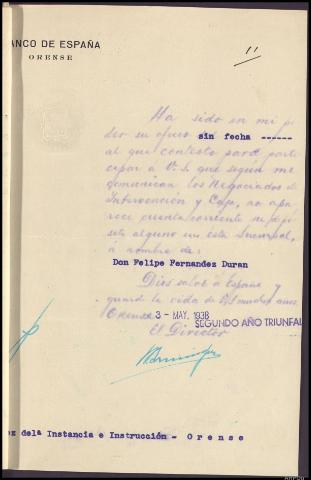 ANCO DE ESPAÑA
ORENSE
11
Ha sido en mi po
der su oficio sin fecha ------
al que contesto para parti
cipar á V.S. que según me
comunican los Negociados de
Intervención y Caja, no apa
rece cuenta corriente ni depó
sito alguno en esta Sucursal,
á nombre de:
Don Felipe Fernandez Duran
Dios salve á España y
guarde la vida de V.S. muchos años
Orense 3 - MAY. 1938
SEGUNDO AÑO TRIUNFAL
El Director
ez dela Instancia e Instrucción - Orense